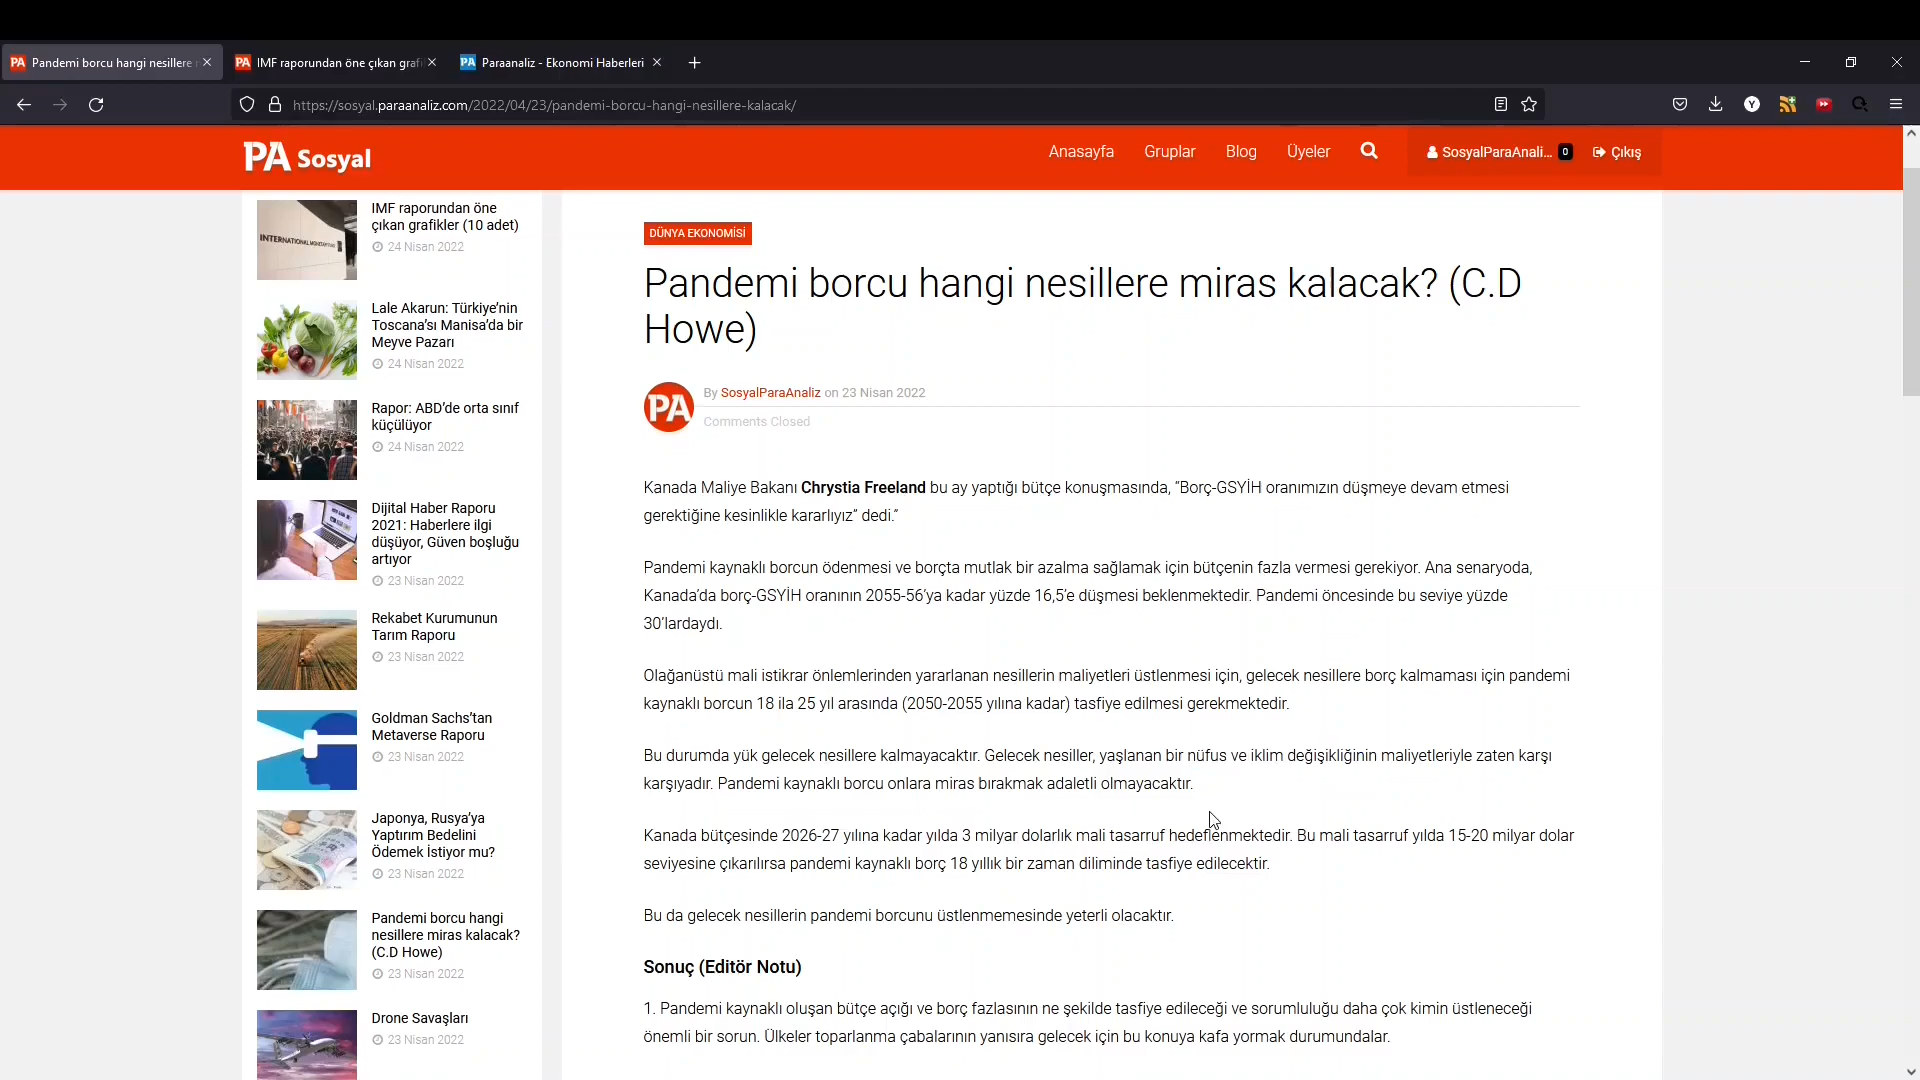 Pandemi borcu hangi nesillere
IMF raporundan öne çıkan grafi
Paraanaliz - Ekonomi Haberleri
https://sosyal.paraanaliz.com/2022/04/23/pandemi-borcu-hangi-nesillere-kalacak/
PA Sosyal
Anasayfa
Gruplar
Blog
Üyeler
SosyalParaAnali... 0
Çıkış
INTERNATIONAL MONETARY FUND
IMF raporundan öne
çıkan grafikler (10 adet)
24 Nisan 2022
Lale Akarun: Türkiye'nin
Toscana'sı Manisa'da bir
Meyve Pazarı
24 Nisan 2022
Rapor: ABD'de orta sınıf
küçülüyor
24 Nisan 2022
Dijital Haber Raporu
2021: Haberlere ilgi
düşüyor, Güven boşluğu
artıyor
23 Nisan 2022
Rekabet Kurumunun
Tarım Raporu
23 Nisan 2022
Goldman Sachs'tan
Metaverse Raporu
23 Nisan 2022
Japonya, Rusya'ya
Yaptırım Bedelini
Ödemek İstiyor mu?
23 Nisan 2022
Pandemi borcu hangi
nesillere miras kalacak?
(C.D Howe)
23 Nisan 2022
Drone Savaşları
23 Nisan 2022
DÜNYA EKONOMİSİ
Pandemi borcu hangi nesillere miras kalacak? (C.D
Howe)
PA
By SosyalParaAnaliz on 23 Nisan 2022
Comments Closed
Kanada Maliye Bakanı Chrystia Freeland bu ay yaptığı bütçe konuşmasında, “Borç-GSYİH oranımızın düşmeye devam etmesi
gerektiğine kesinlikle kararlıyız” dedi.”
Pandemi kaynaklı borcun ödenmesi ve borçta mutlak bir azalma sağlamak için bütçenin fazla vermesi gerekiyor. Ana senaryoda,
Kanada'da borç-GSYİH oranının 2055-56'ya kadar yüzde 16,5'e düşmesi beklenmektedir. Pandemi öncesinde bu seviye yüzde
30'lardaydı.
Olağanüstü mali istikrar önlemlerinden yararlanan nesillerin maliyetleri üstlenmesi için, gelecek nesillere borç kalmaması için pandemi
kaynaklı borcun 18 ila 25 yıl arasında (2050-2055 yılına kadar) tasfiye edilmesi gerekmektedir.
Bu durumda yük gelecek nesillere kalmayacaktır. Gelecek nesiller, yaşlanan bir nüfus ve iklim değişikliğinin maliyetleriyle zaten karşı
karşıyadır. Pandemi kaynaklı borcu onlara miras bırakmak adaletli olmayacaktır.
Kanada bütçesinde 2026-27 yılına kadar yılda 3 milyar dolarlık mali tasarruf hedeflenmektedir. Bu mali tasarruf yılda 15-20 milyar dolar
seviyesine çıkarılırsa pandemi kaynaklı borç 18 yıllık bir zaman diliminde tasfiye edilecektir.
Bu da gelecek nesillerin pandemi borcunu üstlenmemesinde yeterli olacaktır.
Sonuç (Editör Notu)
1. Pandemi kaynaklı oluşan bütçe açığı ve borç fazlasının ne şekilde tasfiye edileceği ve sorumluluğu daha çok kimin üstleneceği
önemli bir sorun. Ülkeler toparlanma çabalarının yanısıra gelecek için bu konuya kafa yormak durumundalar.